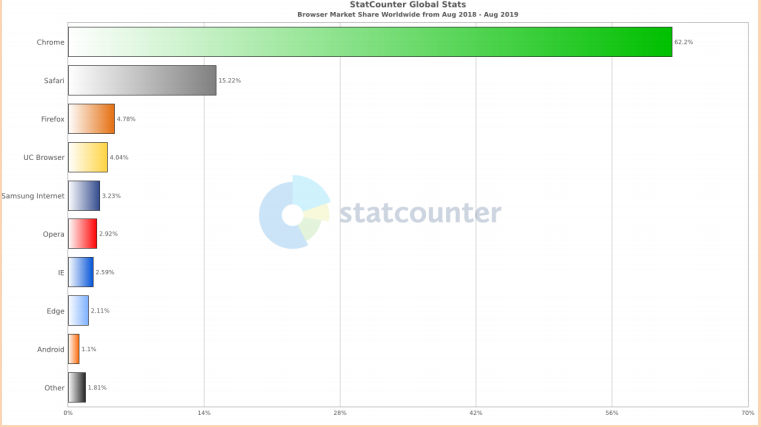 StatCounter Global Stats
Browser Market Share Worldwide from Aug 2018 - Aug 2019
Chrome 62.2%
Safari 15.22%
Firefox 4.78%
UC Browser 4.04%
Samsung Internet 3.23%
statcounter
Opera 2.92%
IE 2.59%
Edge 2.11%
Android 1.1%
Other 1.81%
0% 14% 28% 42% 56% 70%